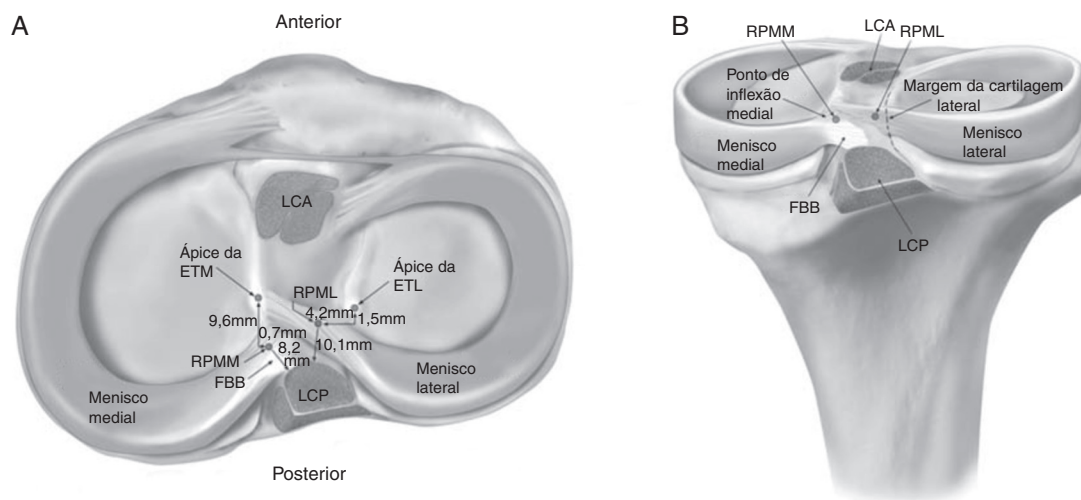 A
Anterior
LCA
Ápice da
ETM
Ápice da
ETL
RPML
4,2mm
1,5mm
9,6mm
0,7mm
8,2
mm
10,1mm
RPMM
FBB
LCP
Menisco
medial
Menisco
lateral
Posterior
B
RPMM
LCA
RPML
Ponto de
inflexão
medial
Margem da cartilagem
lateral
Menisco
medial
Menisco
lateral
FBB
LCP